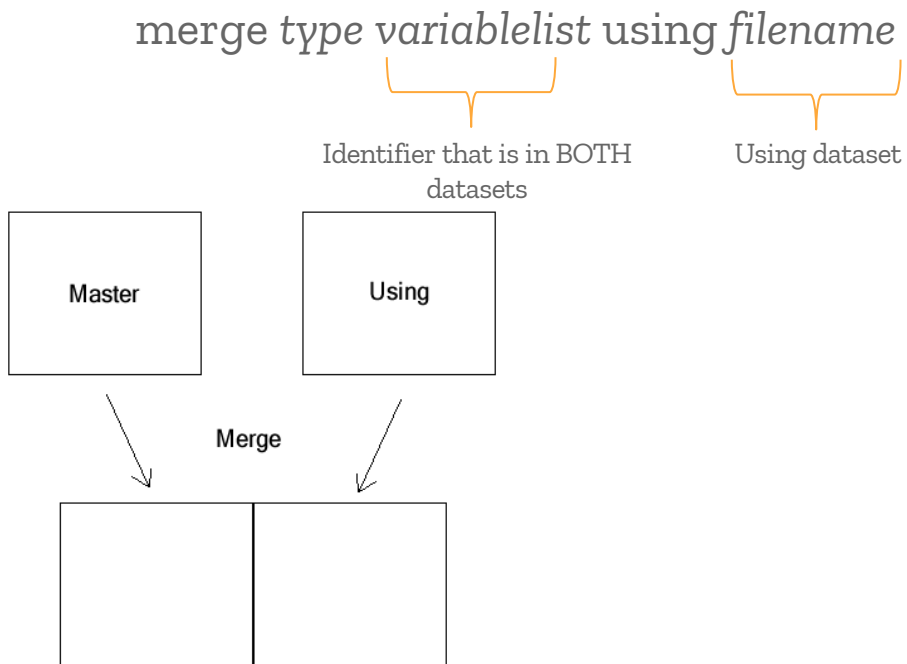 merge type variablelist using filename
Identifier that is in BOTH
datasets
Using dataset
Master
Using
Merge